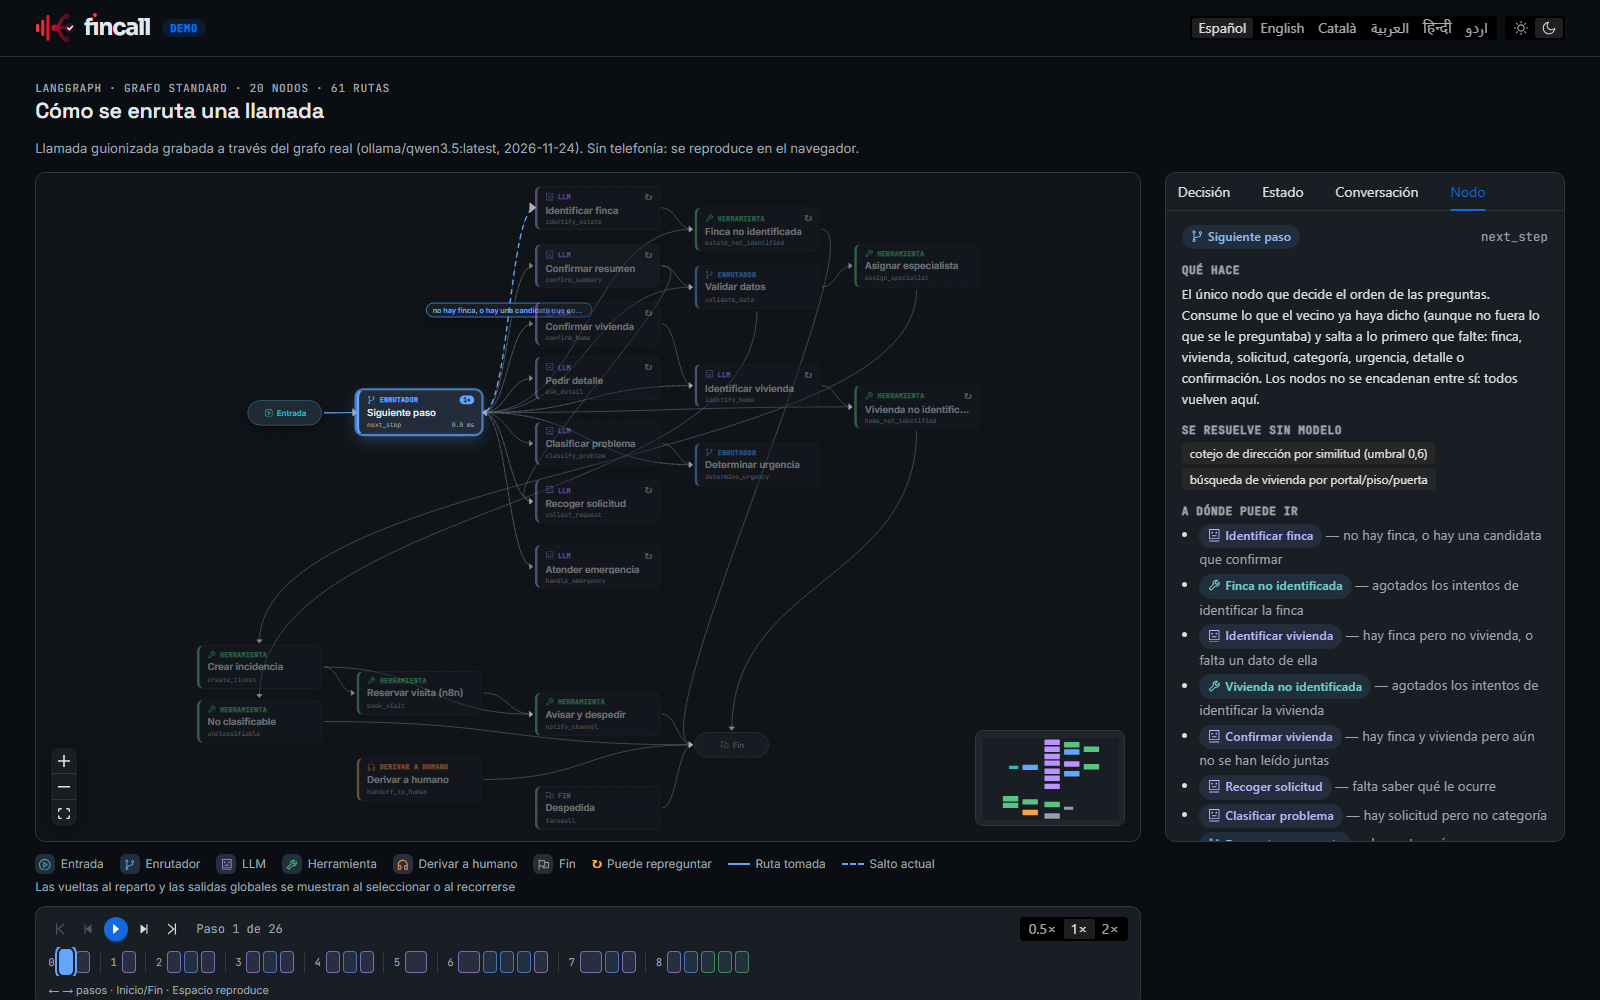 fincall DEMO
Español English Català العربية हिन्दी اردو
LANGGRAPH · GRAFO STANDARD · 20 NODOS · 61 RUTAS
Cómo se enruta una llamada
Llamada guionizada grabada a través del grafo real (ollama/qwen3.5:latest, 2026-11-24). Sin telefonía: se reproduce en el navegador.
LLM
Identificar finca
identify_estate
HERRAMIENTA
Finca no identificada
estate_not_identified
LLM
Confirmar resumen
confirm_summary
ENRUTADOR
Validar datos
validate_data
HERRAMIENTA
Asignar especialista
assign_specialist
no hay finca, o hay una candidata que co...
LLM
Confirmar vivienda
confirm_home
LLM
Pedir detalle
ask_detail
LLM
Identificar vivienda
identify_home
HERRAMIENTA
Vivienda no identific...
home_not_identified
Entrada
ENRUTADOR 1×
Siguiente paso
next_step 0.0 ms
LLM
Clasificar problema
classify_problem
ENRUTADOR
Determinar urgencia
determine_urgency
LLM
Recoger solicitud
collect_request
LLM
Atender emergencia
handle_emergency
HERRAMIENTA
Crear incidencia
create_ticket
HERRAMIENTA
Reservar visita (n8n)
book_visit
HERRAMIENTA
No clasificable
unclassifiable
HERRAMIENTA
Avisar y despedir
notify_channel
Fin
DERIVAR A HUMANO
Derivar a humano
handoff_to_human
FIN
Despedida
farewell
Entrada Enrutador LLM Herramienta Derivar a humano Fin ↻ Puede repreguntar Ruta tomada Salto actual
Las vueltas al reparto y las salidas globales se muestran al seleccionar o al recorrerse
Paso 1 de 26
0.5× 1× 2×
0 1 2 3 4 5 6 7 8
←→ pasos · Inicio/Fin · Espacio reproduce
Decisión Estado Conversación Nodo
Siguiente paso next_step
QUÉ HACE
El único nodo que decide el orden de las preguntas.
Consume lo que el vecino ya haya dicho (aunque no fuera lo
que se le preguntaba) y salta a lo primero que falte: finca,
vivienda, solicitud, categoría, urgencia, detalle o
confirmación. Los nodos no se encadenan entre sí: todos
vuelven aquí.
SE RESUELVE SIN MODELO
cotejo de dirección por similitud (umbral 0,6)
búsqueda de vivienda por portal/piso/puerta
A DÓNDE PUEDE IR
• Identificar finca — no hay finca, o hay una candidata
que confirmar
• Finca no identificada — agotados los intentos de
identificar la finca
• Identificar vivienda — hay finca pero no vivienda, o
falta un dato de ella
• Vivienda no identificada — agotados los intentos de
identificar la vivienda
• Confirmar vivienda — hay finca y vivienda pero aún
no se han leído juntas
• Recoger solicitud — falta saber qué le ocurre
• Clasificar problema — hay solicitud pero no categoría